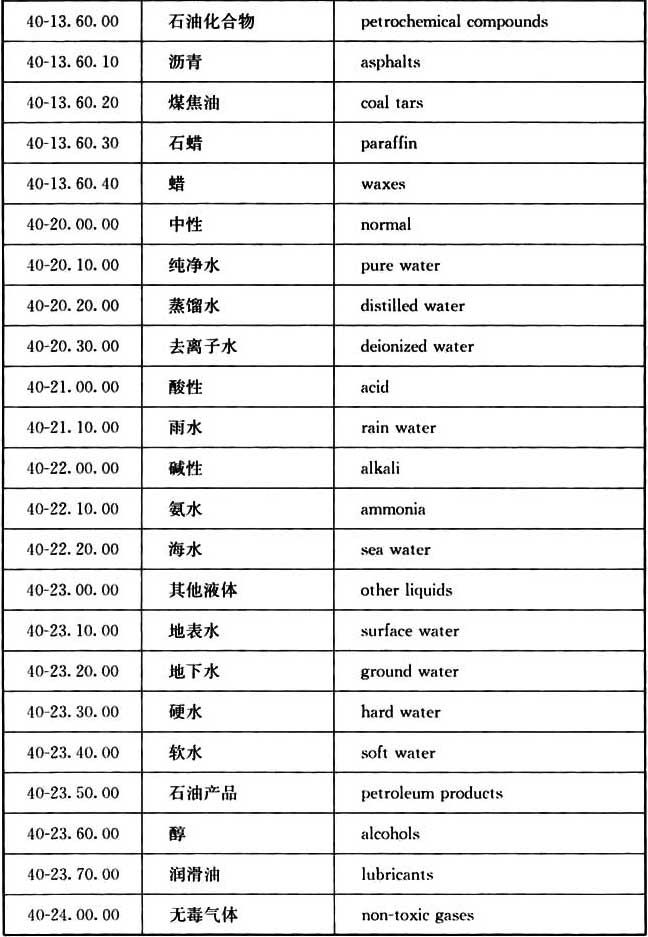 40-13. 60. 00 石油化合物 petrochemical compounds
40-13. 60. 10 沥青 asphalts
40-13. 60. 20 煤焦油 coal tars
40-13. 60. 30 石蜡 paraffin
40-13. 60. 40 蜡 waxes
40-20. 00. 00 中性 normal
40-20. 10. 00 纯净水 pure water
40-20. 20. 00 蒸馏水 distilled water
40-20. 30. 00 去离子水 deionized water
40-21. 00. 00 酸性 acid
40-21. 10. 00 雨水 rain water
40-22. 00. 00 碱性 alkali
40-22. 10. 00 氨水 ammonia
40-22. 20. 00 海水 sea water
40-23. 00. 00 其他液体 other liquids
40-23. 10. 00 地表水 surface water
40-23. 20. 00 地下水 ground water
40-23. 30. 00 硬水 hard water
40-23. 40. 00 软水 soft water
40-23. 50. 00 石油产品 petroleum products
40-23. 60. 00 醇 alcohols
40-23. 70. 00 润滑油 lubricants
40-24. 00. 00 无毒气体 non-toxic gases